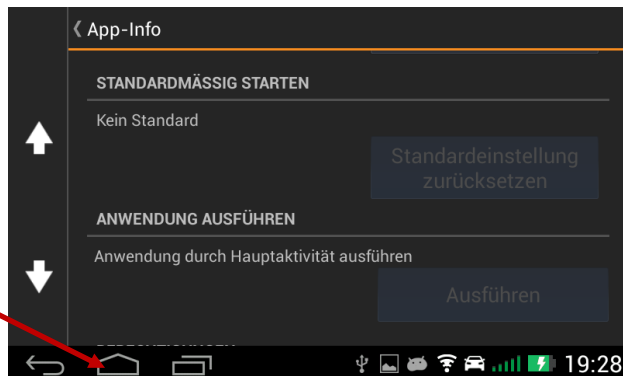 App-Info
STANDARDMÄSSIG STARTEN
Kein Standard
Standardeinstellung
zurücksetzen
ANWENDUNG AUSFÜHREN
Anwendung durch Hauptaktivität ausführen
Ausführen
19:28